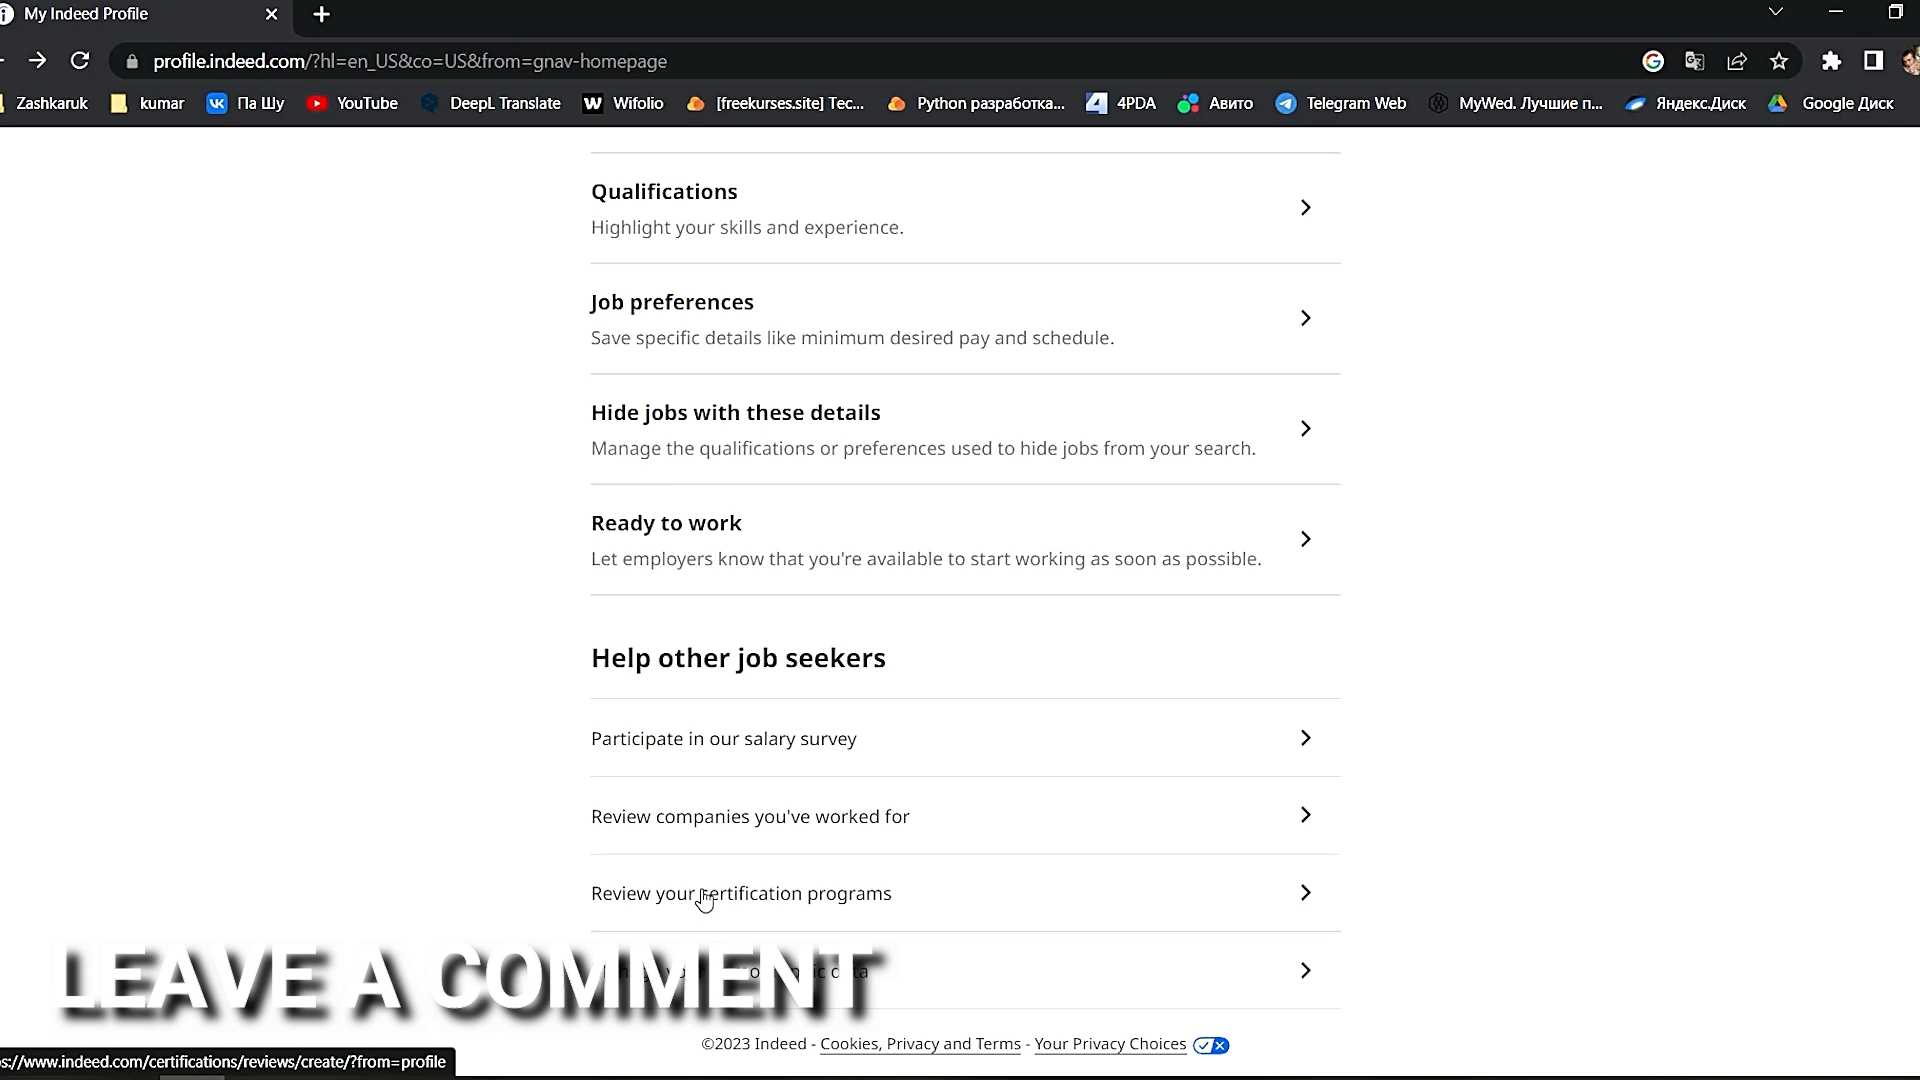 My Indeed Profile
profile.indeed.com/?hl=en_US&co=US&from=gnav-homepage
Zashkaruk kumar Па Шу YouTube DeepL Translate Wifolio [freekurses.site] Тес... Python разработка... 4PDA Авито Telegram Web MyWed. Лучшие п... Яндекс.Диск Google Диск
Qualifications
Highlight your skills and experience.
Job preferences
Save specific details like minimum desired pay and schedule.
Hide jobs with these details
Manage the qualifications or preferences used to hide jobs from your search.
Ready to work
Let employers know that you're available to start working as soon as possible.
Help other job seekers
Participate in our salary survey
Review companies you've worked for
Review your certification programs
LEAVE A COMMENT
©2023 Indeed - Cookies, Privacy and Terms - Your Privacy Choices
s://www.indeed.com/certifications/reviews/create/?from=profile